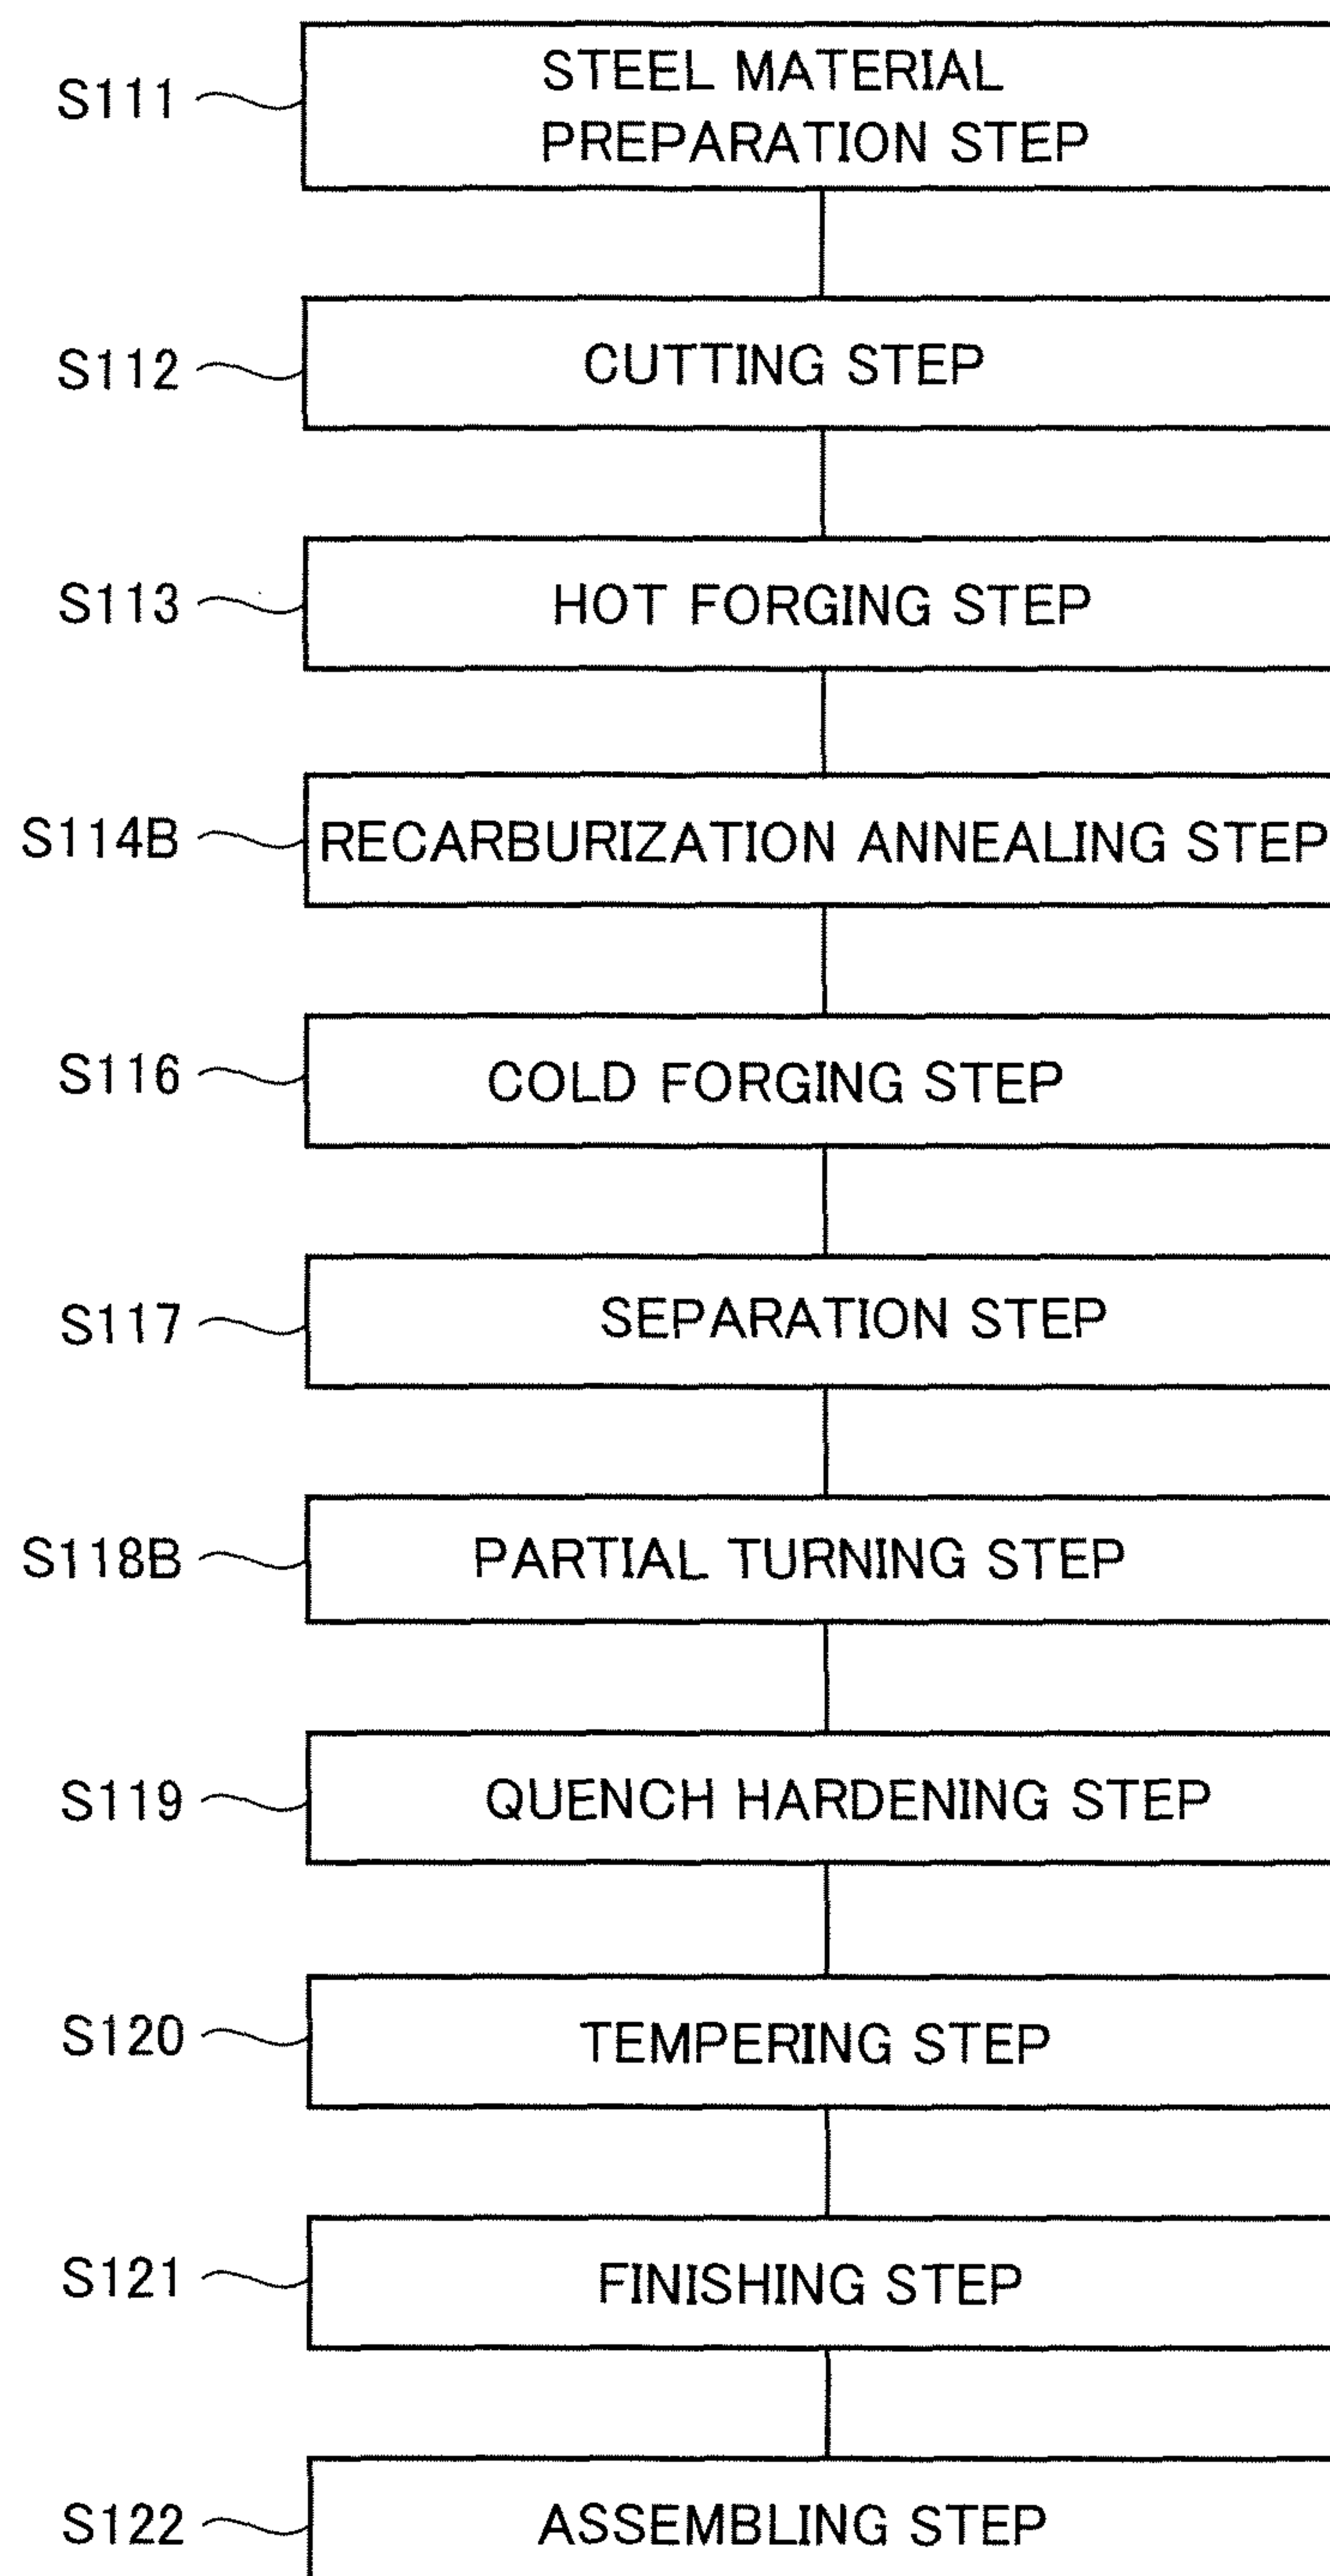 S111
STEEL MATERIAL
PREPARATION STEP
S112
CUTTING STEP
S113
HOT FORGING STEP
S114B
RECARBURIZATION ANNEALING STEP
S116
COLD FORGING STEP
S117
SEPARATION STEP
S118B
PARTIAL TURNING STEP
S119
QUENCH HARDENING STEP
S120
TEMPERING STEP
S121
FINISHING STEP
S122
ASSEMBLING STEP